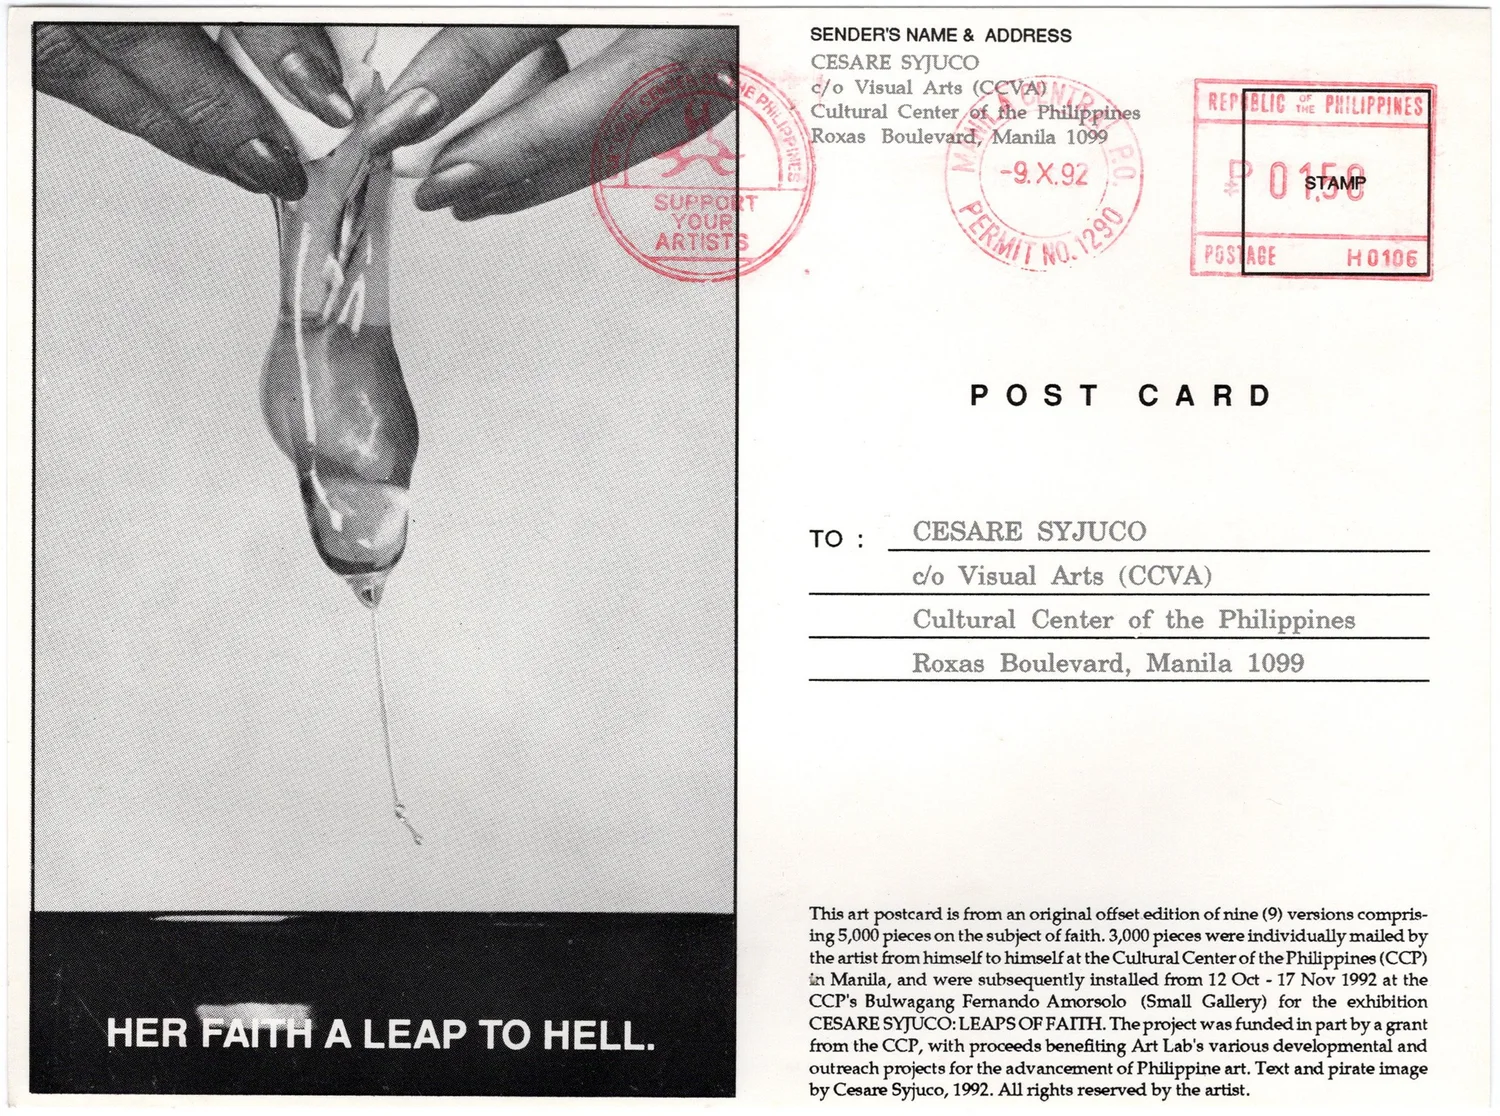 SENDER'S NAME & ADDRESS
CESARE SYJUCO
c/o Visual Arts (CCVA)
Cultural Center of the Philippines
Roxas Boulevard, Manila 1099
CENTER OF THE PHILIPPINES
SUPPORT
YOUR
ARTISTS
MANILA CENTRAL P.O.
-9.X.92
PERMIT NO. 1290
REPUBLIC OF THE PHILIPPINES
P 01.50
STAMP
POSTAGE H0106
POST CARD
TO : CESARE SYJUCO
c/o Visual Arts (CCVA)
Cultural Center of the Philippines
Roxas Boulevard, Manila 1099
This art postcard is from an original offset edition of nine (9) versions compris-
ing 5,000 pieces on the subject of faith. 3,000 pieces were individually mailed by
the artist from himself to himself at the Cultural Center of the Philippines (CCP)
in Manila, and were subsequently installed from 12 Oct - 17 Nov 1992 at the
CCP's Bulwagang Fernando Amorsolo (Small Gallery) for the exhibition
CESARE SYJUCO: LEAPS OF FAITH. The project was funded in part by a grant
from the CCP, with proceeds benefiting Art Lab's various developmental and
outreach projects for the advancement of Philippine art. Text and pirate image
by Cesare Syjuco, 1992. All rights reserved by the artist.
HER FAITH A LEAP TO HELL.